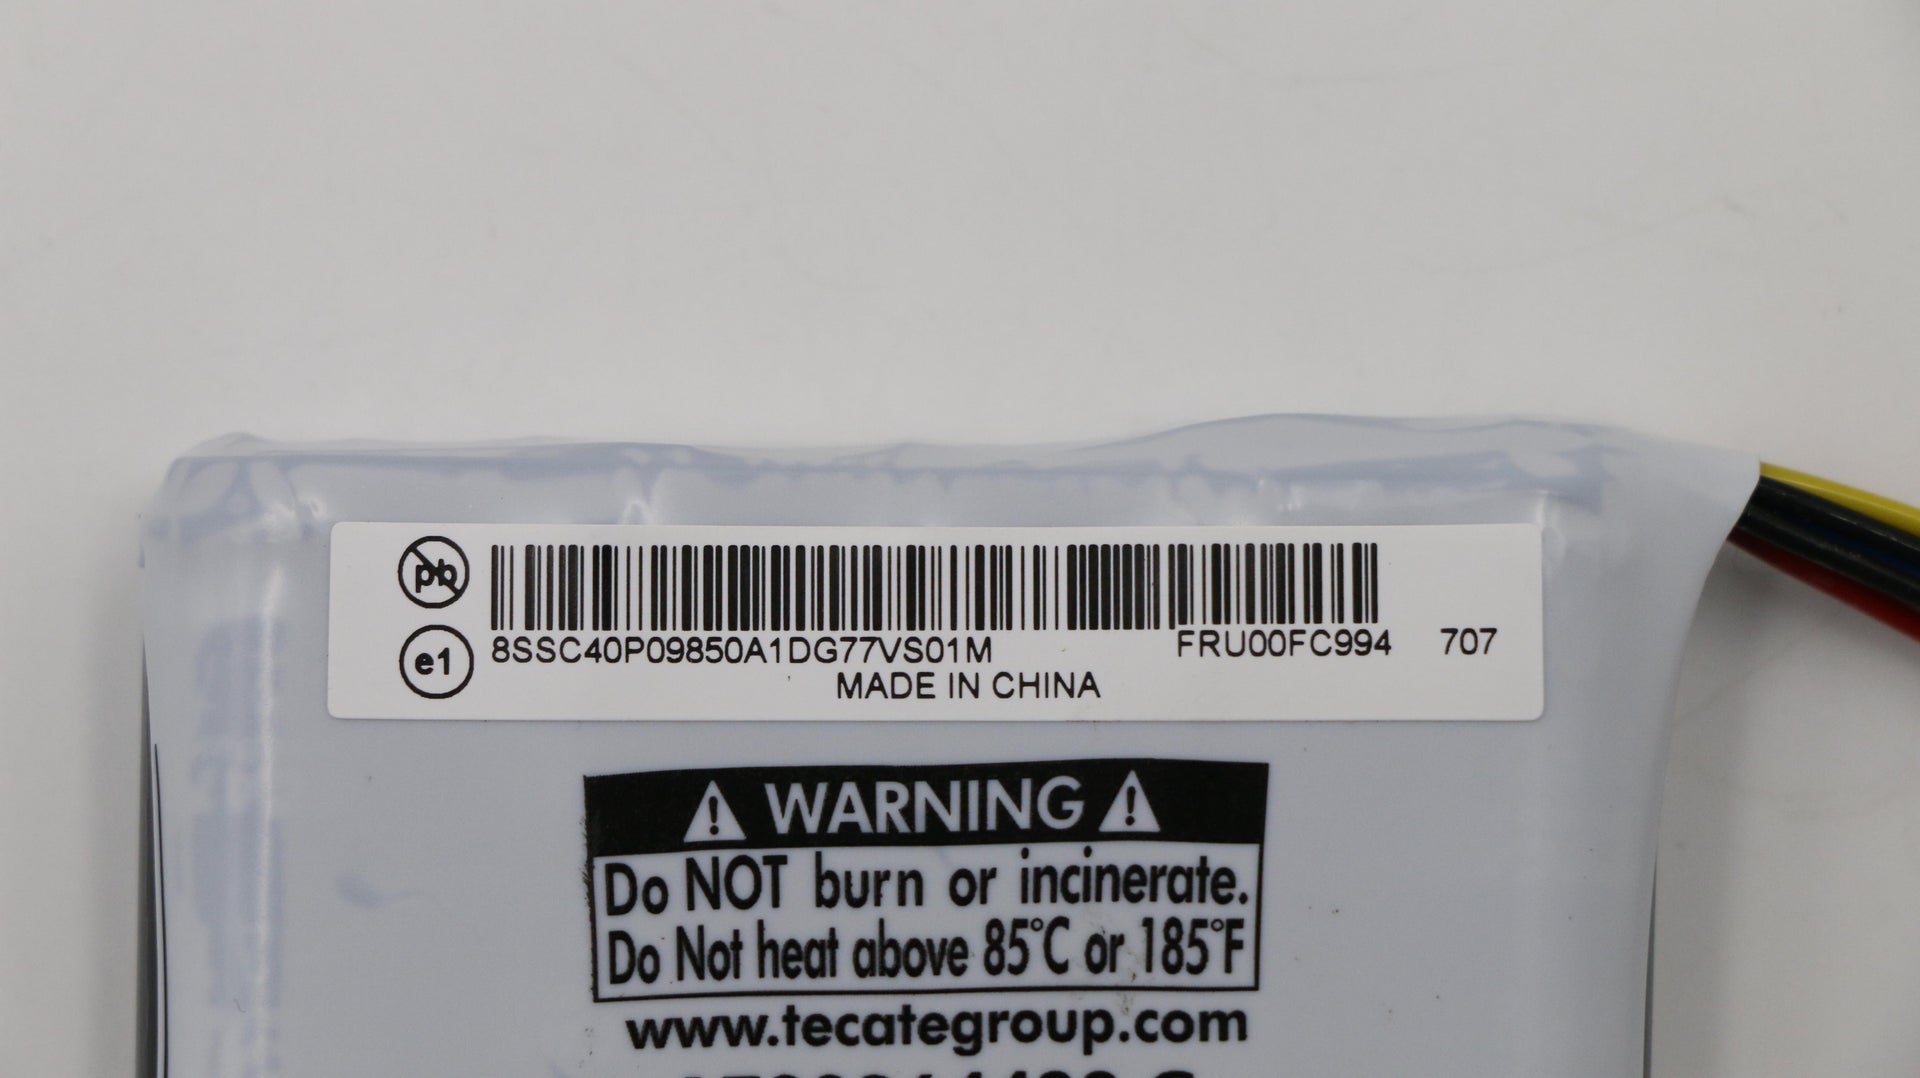 pb
8SSC40P09850A1DG77VS01M FRU00FC994 707
e1
MADE IN CHINA
WARNING
Do NOT burn or incinerate.
Do Not heat above 85°C or 185°F
www.tecategroup.com